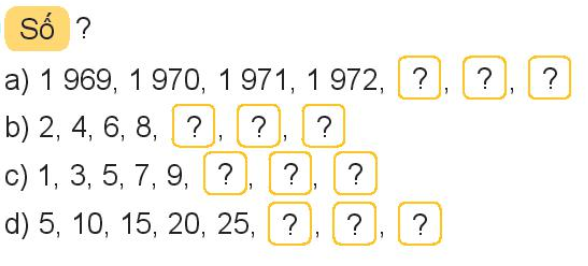 Số ?
a) 1 969, 1 970, 1 971, 1 972, ?, ?, ?
b) 2, 4, 6, 8, ?, ?, ?
c) 1, 3, 5, 7, 9, ?, ?, ?
d) 5, 10, 15, 20, 25, ?, ?, ?